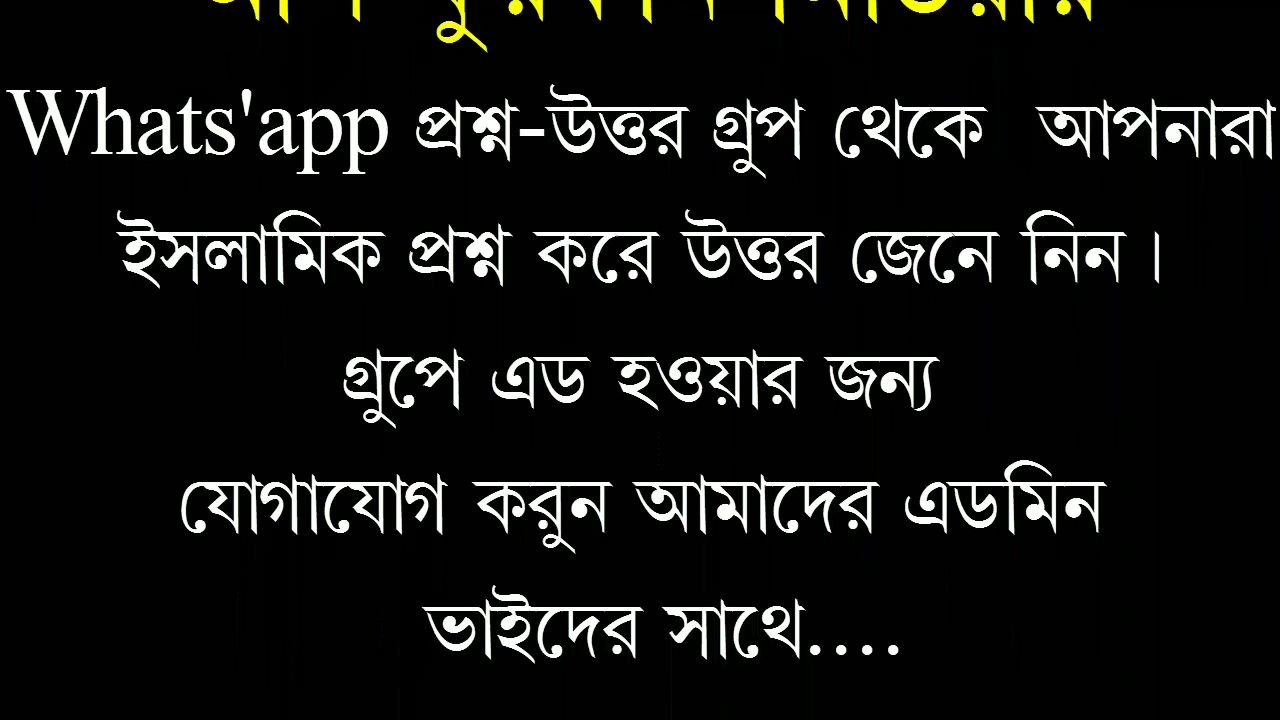 Whats'app প্রশ্ন-উত্তর গ্রুপ থেকে আপনারা
ইসলামিক প্রশ্ন করে উত্তর জেনে নিন।
গ্রুপে এড হওয়ার জন্য
যোগাযোগ করুন আমাদের এডমিন
ভাইদের সাথে....